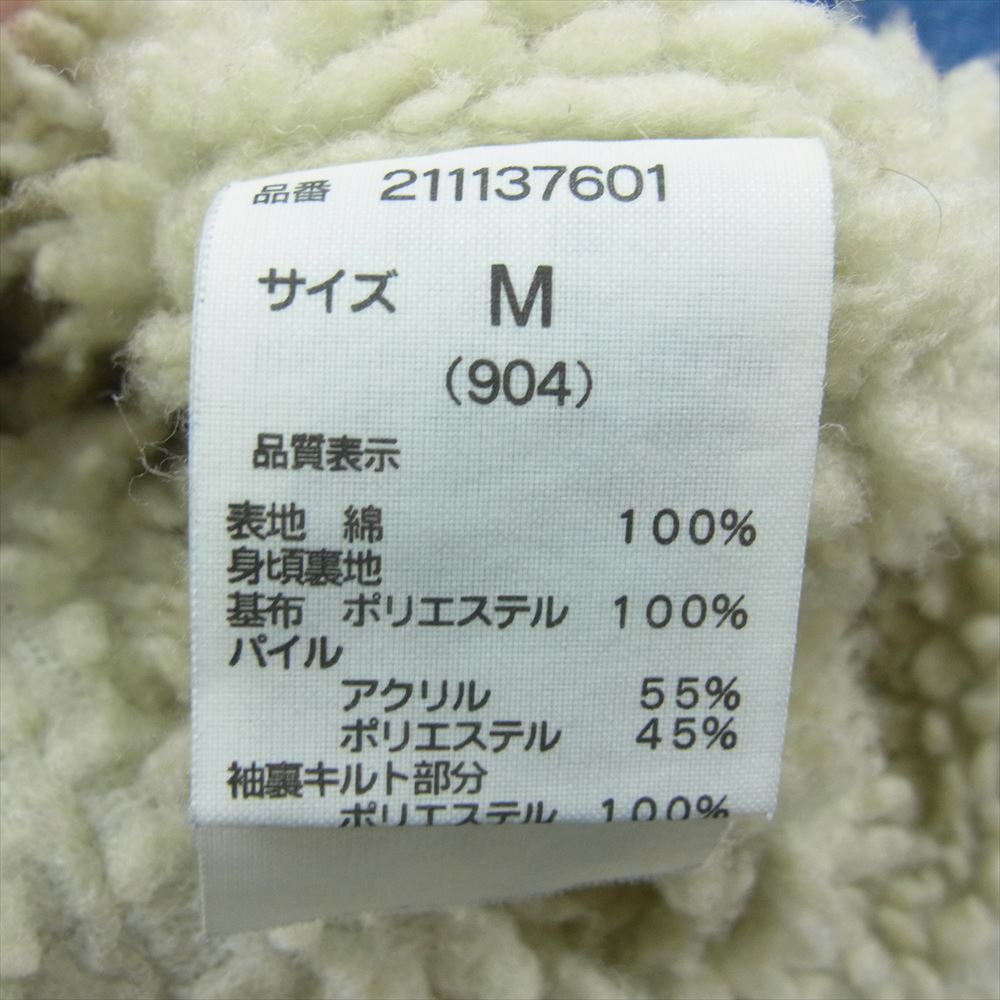 品番 211137601
サイズ M
(904)
品質表示
表地 綿 100%
身頃裏地
基布 ポリエステル 100%
パイル
アクリル 55%
ポリエステル 45%
袖裏キルト部分
ポリエステル 100%